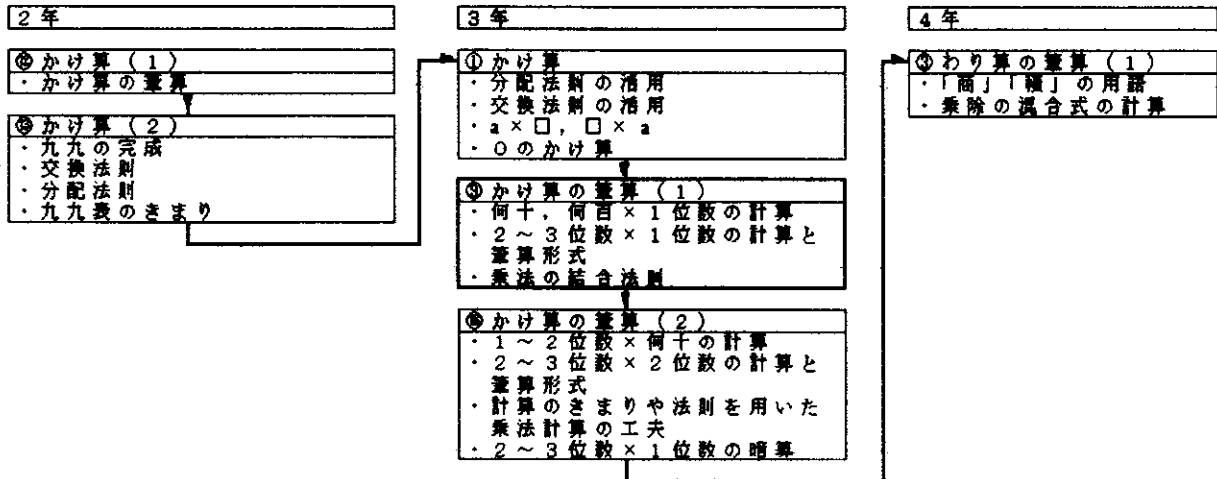 2年
かけ算(1)
・かけ算の筆算
かけ算(2)
・九九の完成
・交換法則
・分配法則
・九九表のきまり
3年
①かけ算
・分配法則の活用
・交換法則の活用
・a×□,□×a
・0のかけ算
かけ算の筆算(1)
・何十,何百×1位数の計算
・2~3位数×1位数の計算と
筆算形式
・乗法の結合法則
かけ算の筆算(2)
・1~2位数×何十の計算
・2~3位数×2位数の計算と
筆算形式
・計算のきまりや法則を用いた
乗法計算の工夫
・2~3位数×1位数の暗算
4年
③わり算の筆算(1)
・「商」「積」の用語
・乗除の混合式の計算